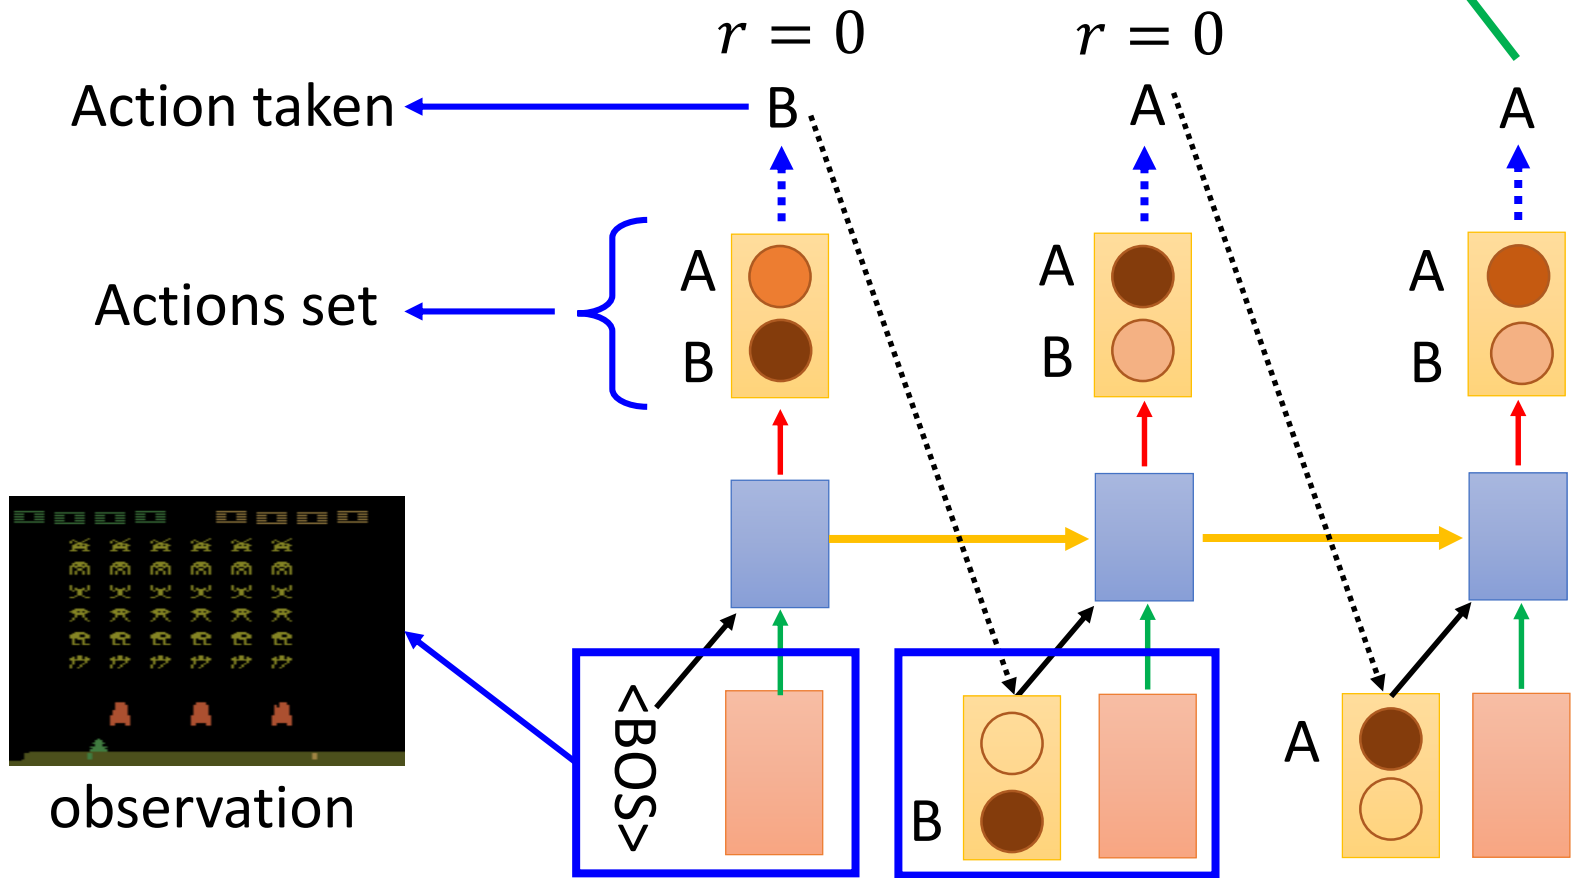 r = 0
r = 0
Action taken
B
A
A
A
A
A
Actions set
B
B
B
<BOS>
A
observation
B